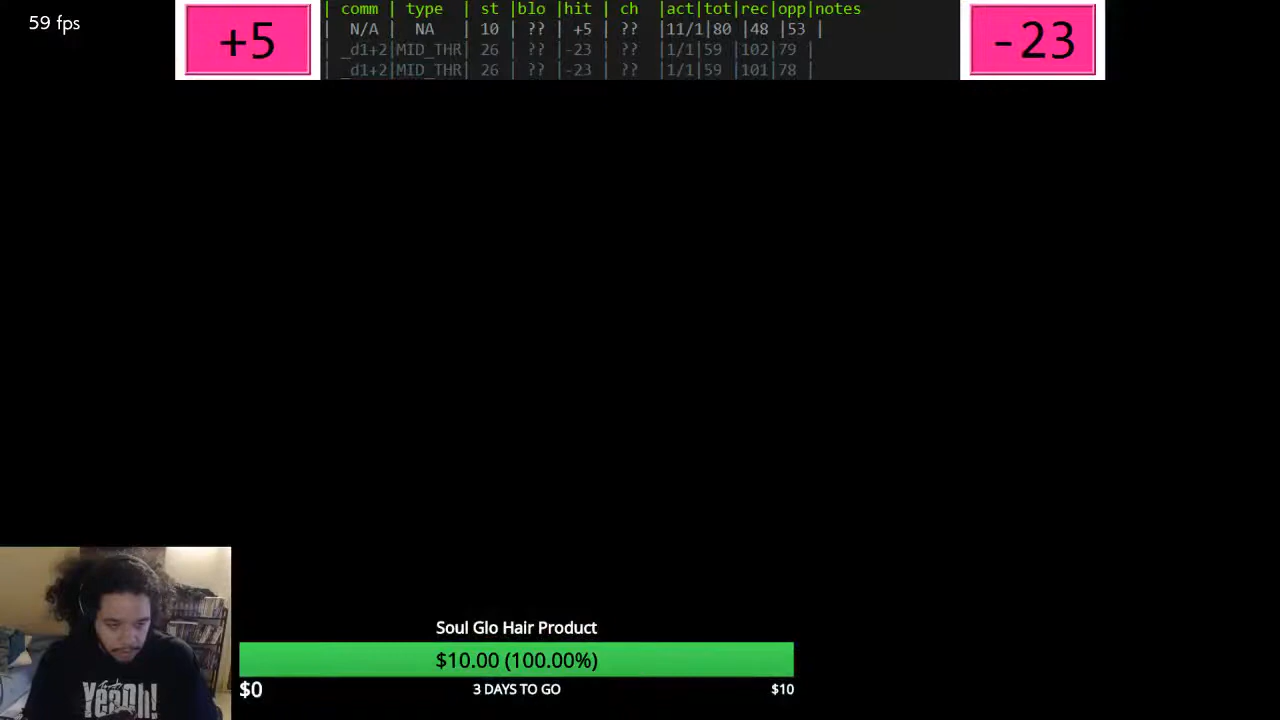 59 fps
+5
| comm | type | st |blo |hit | ch |act|tot|rec|opp|notes
| N/A | NA | 10 | ?? | +5 | ?? |11/1|80 |48 |53 |
| _d1+2|MID_THR| 26 | ?? |-23 | ?? |1/1|59 |102|79 |
| _d1+2|MID_THR| 26 | ?? |-23 | ?? |1/1|59 |101|78 |
-23
Yeaoh!
Soul Glo Hair Product
$10.00 (100.00%)
$0
3 DAYS TO GO
$10